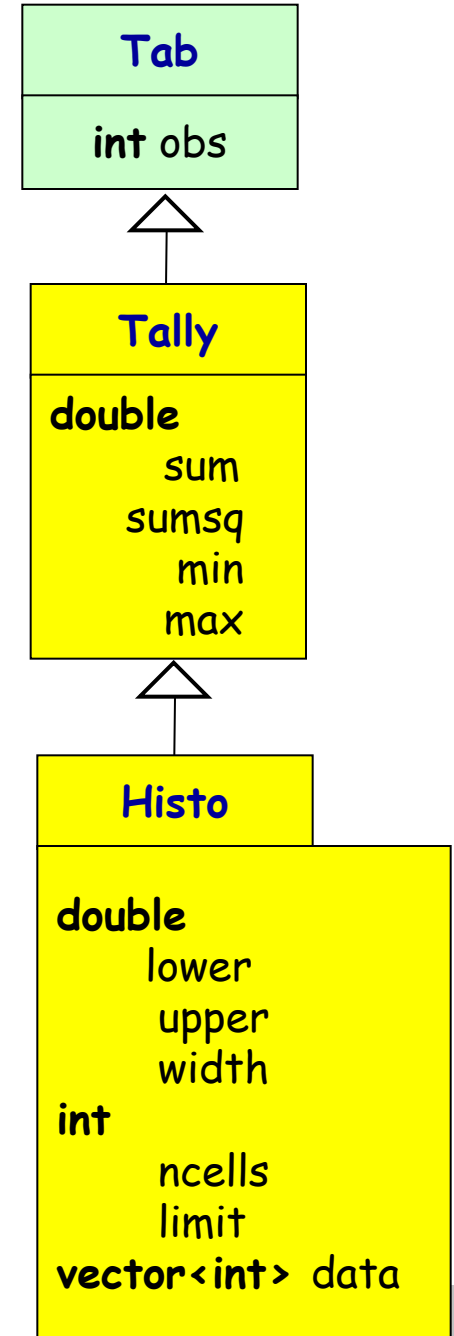 Tab
int obs
Tally
double
sum
sumsq
min
max
Histo
double
lower
upper
width
int
ncells
limit
vector<int> data